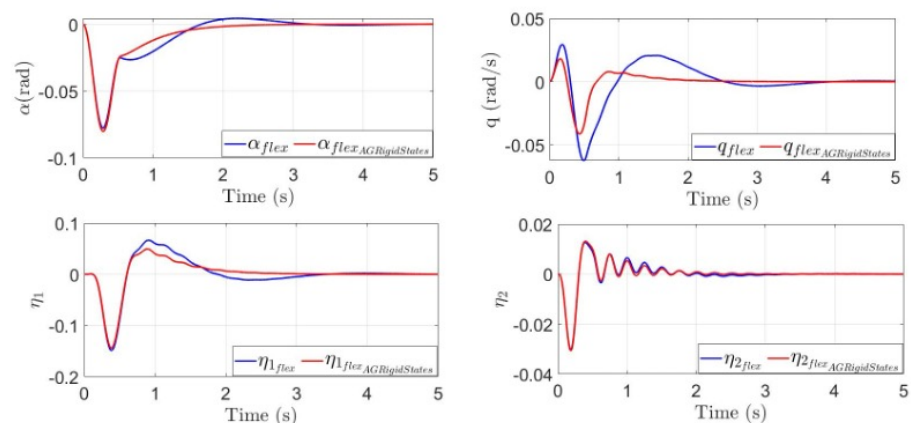 0
-0.05
-0.1
α(rad)
α_flex α_flex_AGRigidStates
0 1 2 3 4 5
Time (s)
0.05
0
-0.05
q (rad/s)
q_flex q_flex_AGRigidStates
0 1 2 3 4 5
Time (s)
0.1
0
-0.1
-0.2
η₁
η₁_flex η₁_flex_AGRigidStates
0 1 2 3 4 5
Time (s)
0.02
0
-0.02
-0.04
η₂
η₂_flex η₂_flex_AGRigidStates
0 1 2 3 4 5
Time (s)